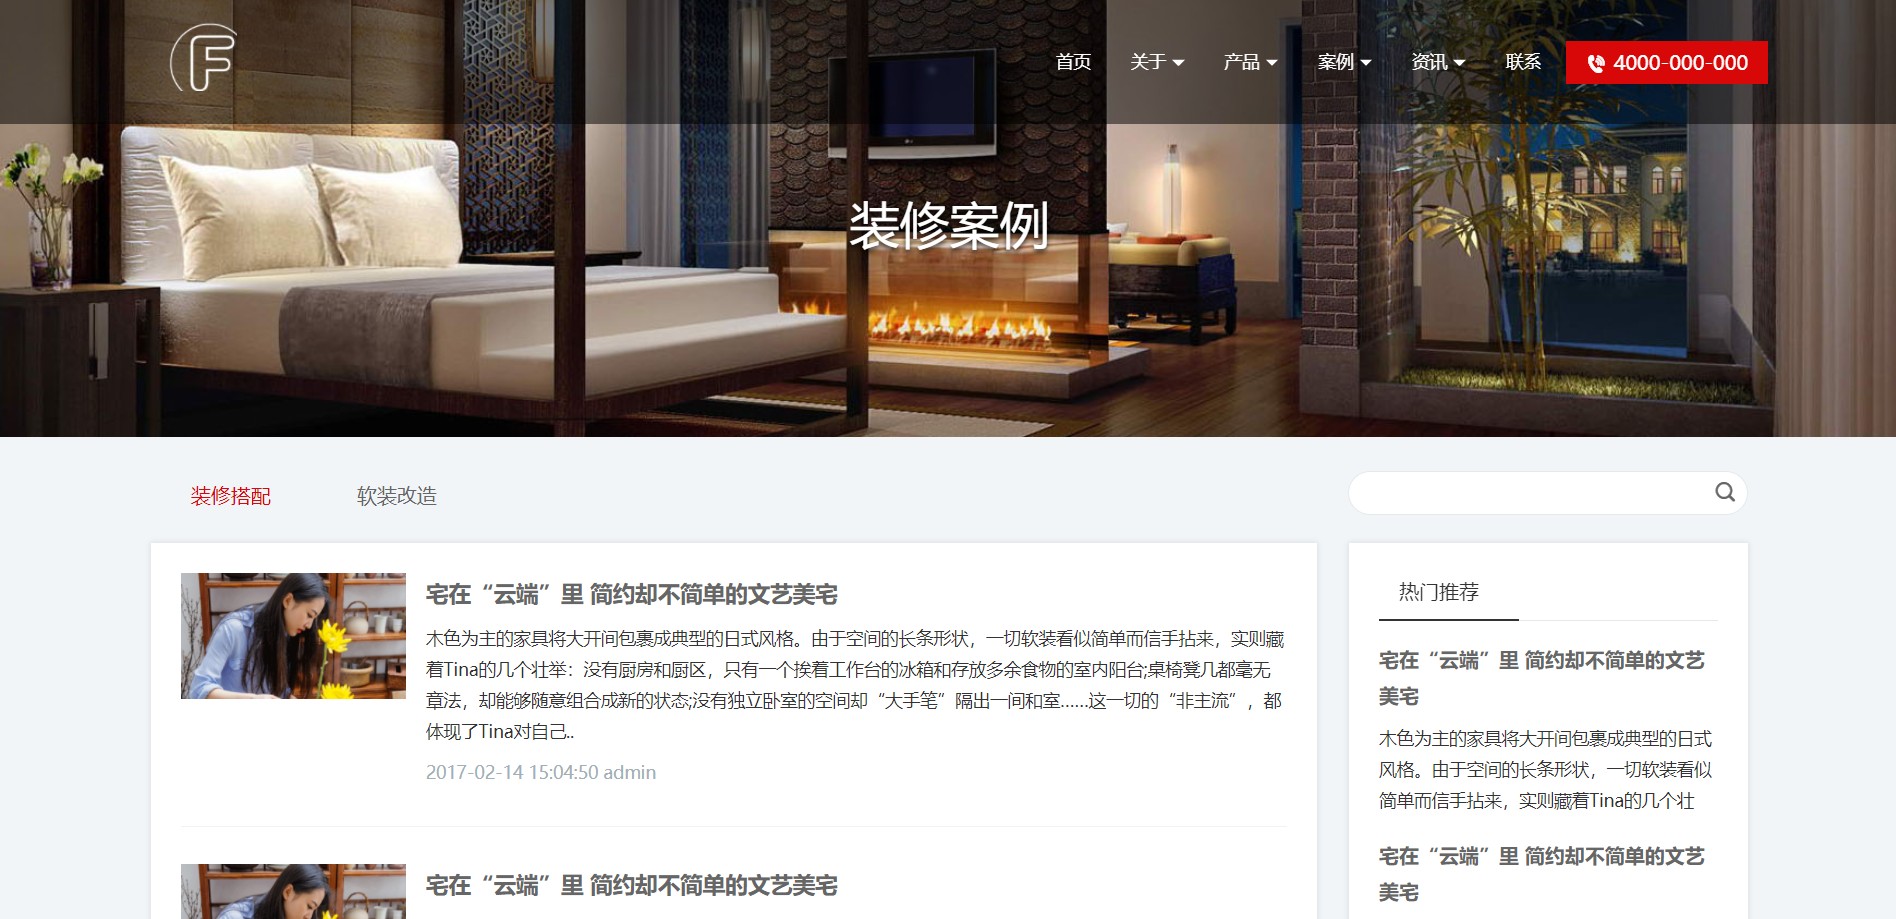 F
首页 关于 产品 案例 资讯 联系 4000-000-000
装修案例
装修搭配 软装改造
宅在“云端”里 简约却不简单的文艺美宅
木色为主的家具将大开间包裹成典型的日式风格。由于空间的长条形状，一切软装看似简单而信手拈来，实则藏
着Tina的几个壮举：没有厨房和厨区，只有一个挨着工作台的冰箱和存放多余食物的室内阳台;桌椅凳几都毫无
章法，却能够随意组合成新的状态;没有独立卧室的空间却“大手笔”隔出一间和室......这一切的“非主流”，都
体现了Tina对自己..
2017-02-14 15:04:50 admin
宅在“云端”里 简约却不简单的文艺美宅
热门推荐
宅在“云端”里 简约却不简单的文艺
美宅
木色为主的家具将大开间包裹成典型的日式
风格。由于空间的长条形状，一切软装看似
简单而信手拈来，实则藏着Tina的几个壮
宅在“云端”里 简约却不简单的文艺
美宅